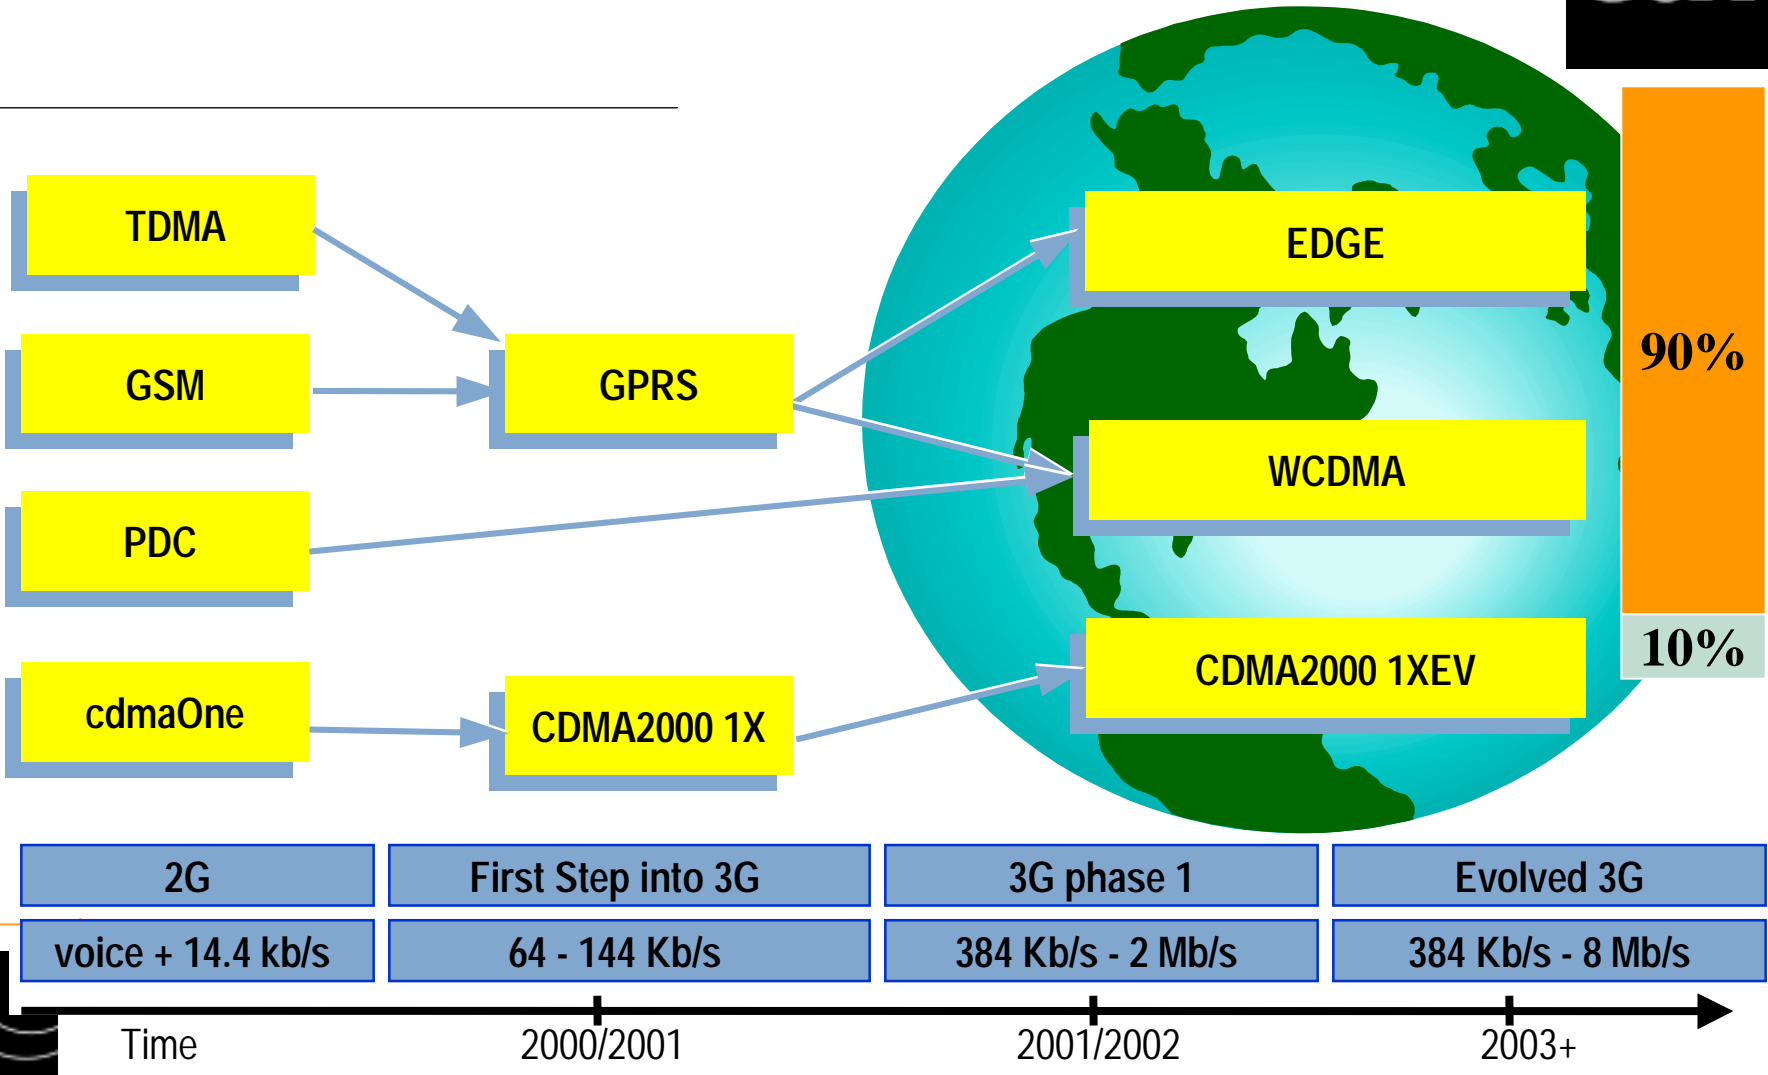 TDMA
EDGE
GSM
GPRS
90%
WCDMA
PDC
10%
CDMA2000 1XEV
cdmaOne
CDMA2000 1X
2G
First Step into 3G
3G phase 1
Evolved 3G
voice + 14.4 kb/s
64 - 144 Kb/s
384 Kb/s - 2 Mb/s
384 Kb/s - 8 Mb/s
Time
2000/2001
2001/2002
2003+